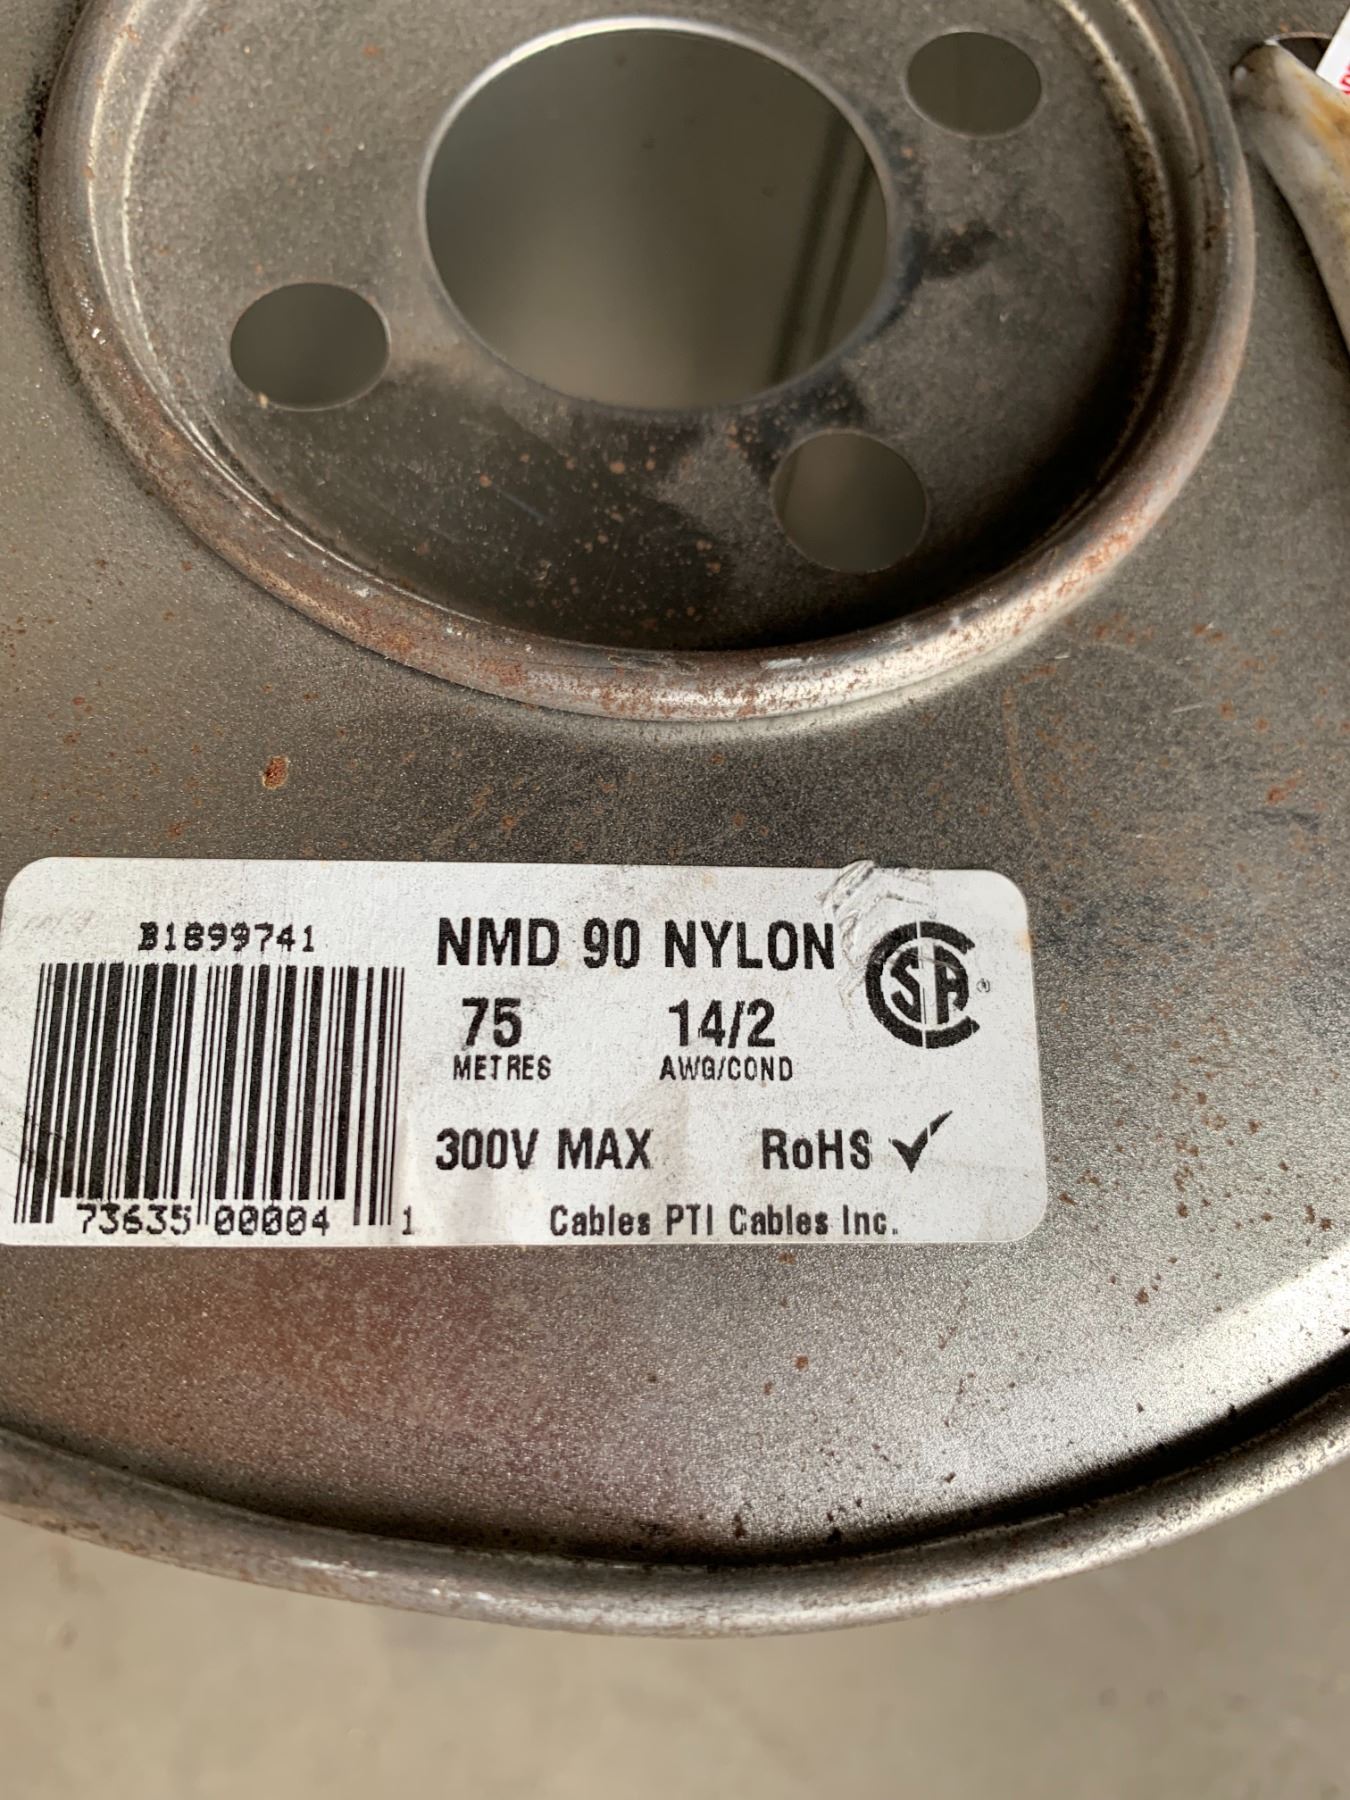 B1899741
NMD 90 NYLON
CSA®
75 14/2
METRES AWG/COND
300V MAX RoHS ✓
73635 00004 1
Cables PTI Cables Inc.